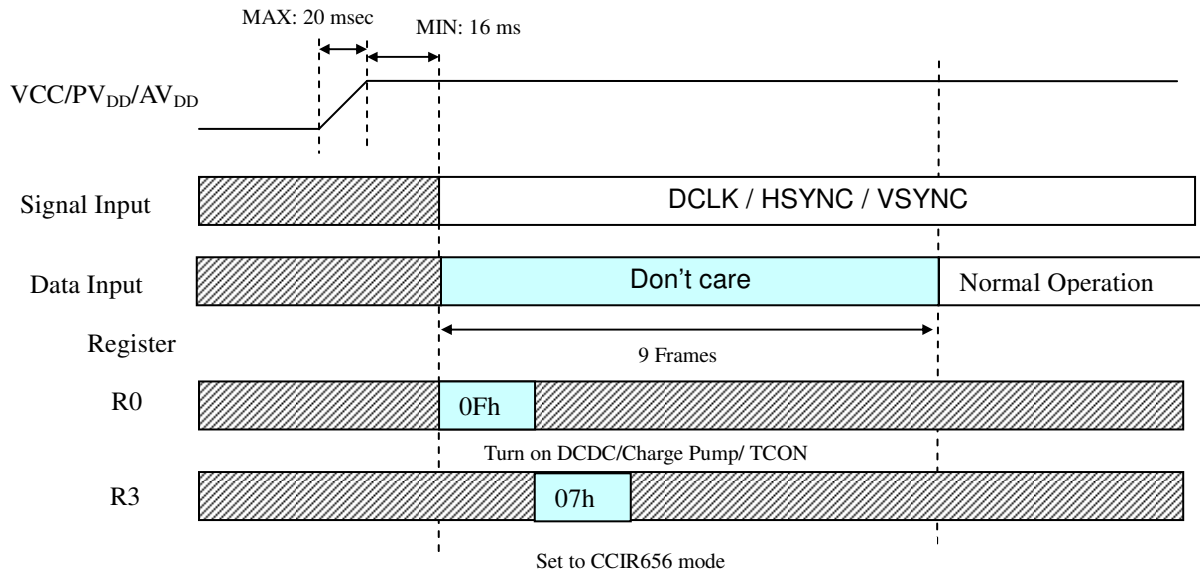 MAX: 20 msec
MIN: 16 ms
VCC/PVDD/AVDD
Signal Input
DCLK / HSYNC / VSYNC
Data Input
Don't care
Normal Operation
Register
9 Frames
R0
0Fh
Turn on DCDC/Charge Pump/ TCON
R3
07h
Set to CCIR656 mode